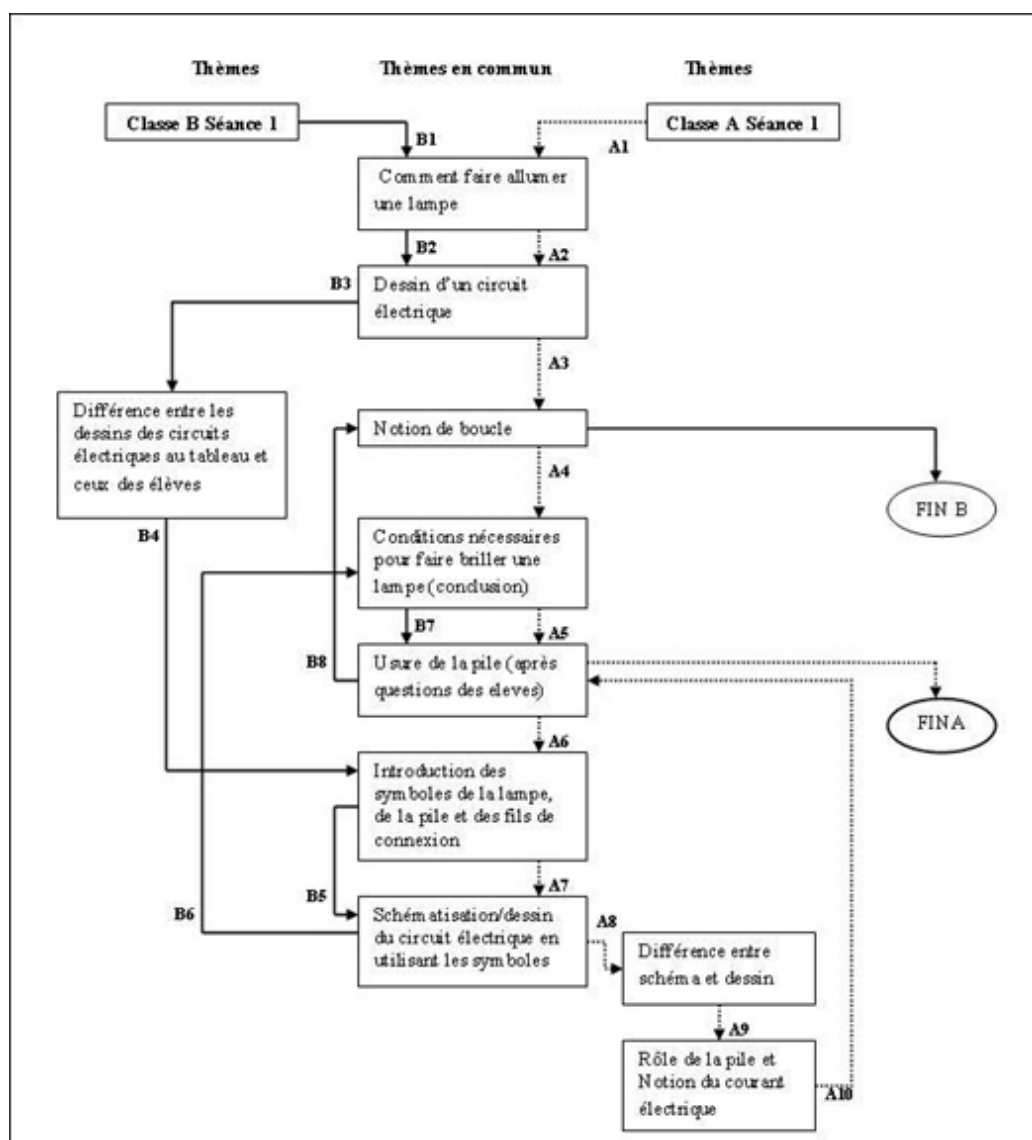 Thèmes
Thèmes en commun
Thèmes
Classe B Séance 1
Classe A Séance 1
B1
A1
Comment faire allumer
une lampe
B2
A2
B3
Dessin d'un circuit
électrique
A3
Différence entre les
dessins des circuits
électriques au tableau et
ceux des élèves
Notion de boucle
A4
FIN B
B4
Conditions nécessaires
pour faire briller une
lampe (conclusion)
B7
A5
B8
Usure de la pile (après
questions des eleves)
FIN A
A6
Introduction des
symboles de la lampe,
de la pile et des fils de
connexion
A7
B5
B6
Schématisation/dessin
du circuit électrique en
utilisant les symboles
A8
Différence entre
schéma et dessin
A9
Rôle de la pile et
Notion du courant
électrique
A10